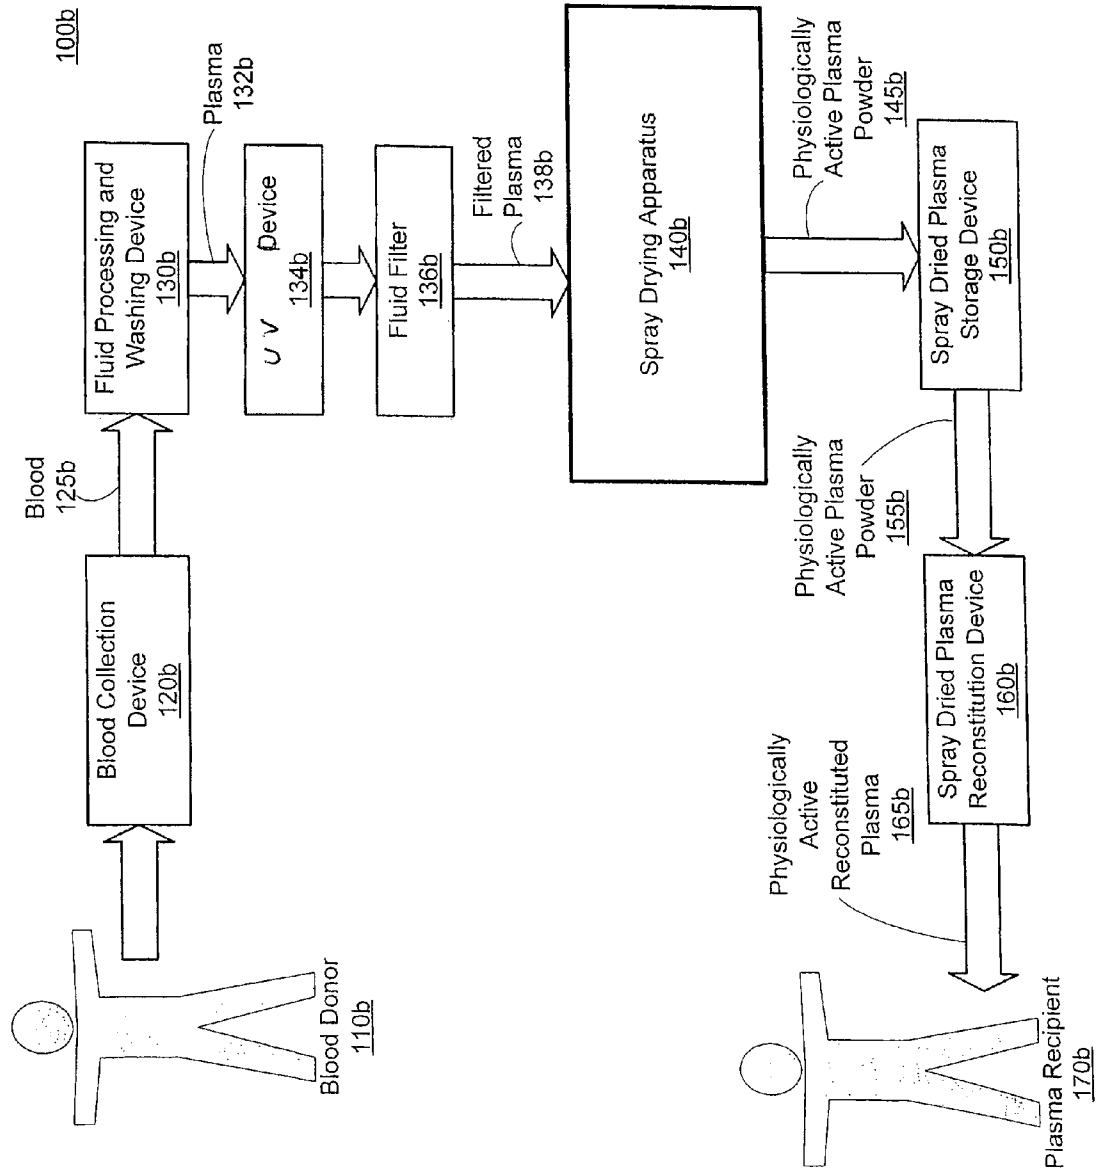 100b
Blood Donor
110b
Blood Collection
Device
120b
Blood
125b
Fluid Processing and
Washing Device
130b
Plasma
132b
UV Device
134b
Fluid Filter
136b
Filtered
Plasma
138b
Spray Drying Apparatus
140b
Physiologically
Active Plasma
Powder
145b
Spray Dried Plasma
Storage Device
150b
Physiologically
Active Plasma
Powder
155b
Spray Dried Plasma
Reconstitution Device
160b
Physiologically
Active
Reconstituted
Plasma
165b
Plasma Recipient
170b